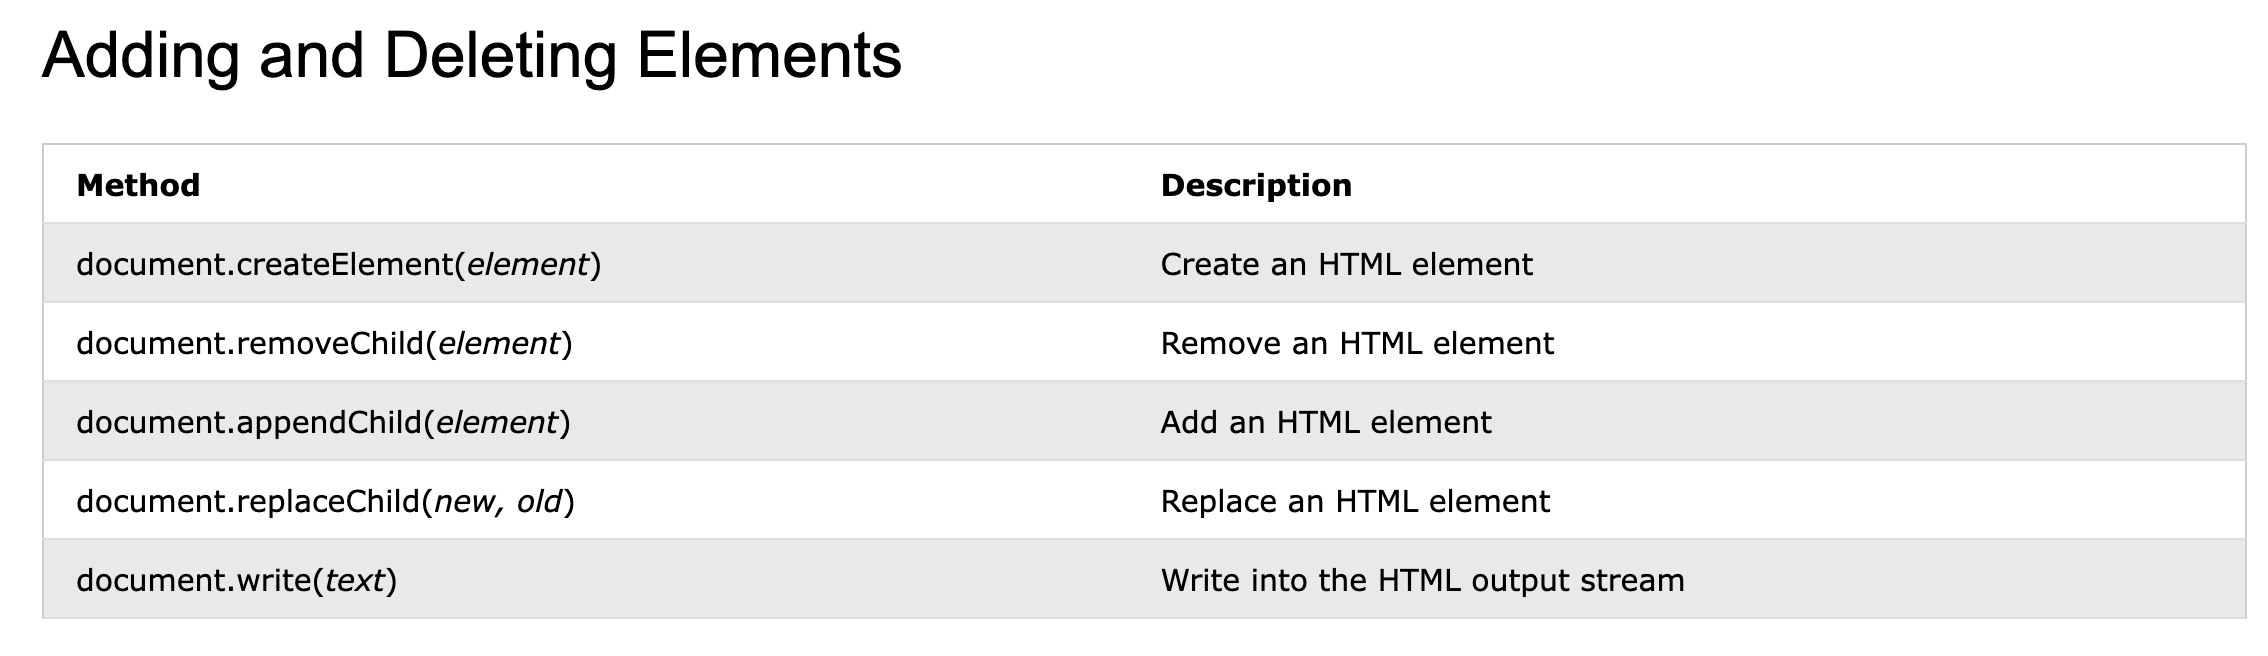 Adding and Deleting Elements
Method Description
document.createElement(element) Create an HTML element
document.removeChild(element) Remove an HTML element
document.appendChild(element) Add an HTML element
document.replaceChild(new, old) Replace an HTML element
document.write(text) Write into the HTML output stream